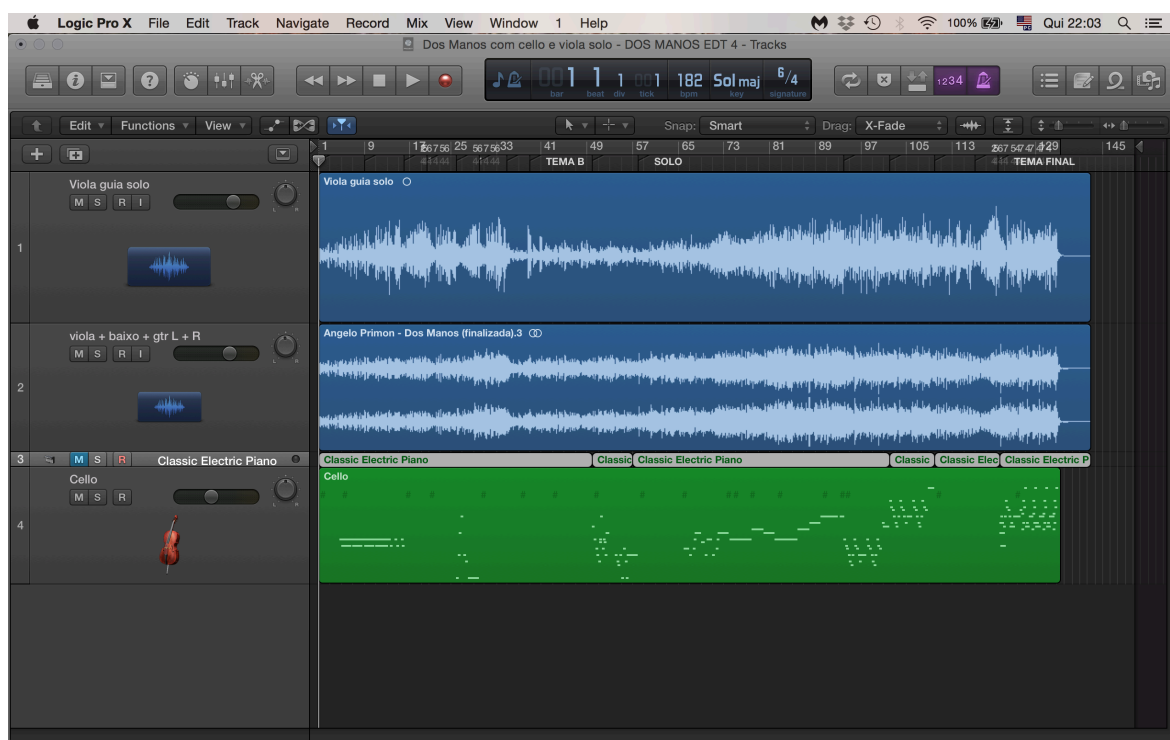 Logic Pro X File Edit Track Navigate Record Mix View Window 1 Help 100% Qui 22:03
Dos Manos com cello e viola solo - DOS MANOS EDT 4 - Tracks
001 1 1 001 182 Sol maj 6/4
bar beat div tick bpm key signature
1234
Edit Functions View Snap: Smart Drag: X-Fade
1 9 17 25 33 41 49 57 65 73 81 89 97 105 113 129 145
TEMA B SOLO TEMA FINAL
Viola guia solo
M S R I
1
Viola guia solo
viola + baixo + gtr L + R
M S R I
2
Angelo Primon - Dos Manos (finalizada).3
3 M S R Classic Electric Piano
Classic Electric Piano Classic Classic Electric Piano Classic Classic Elec Classic Electric P
Cello
M S R
4
Cello